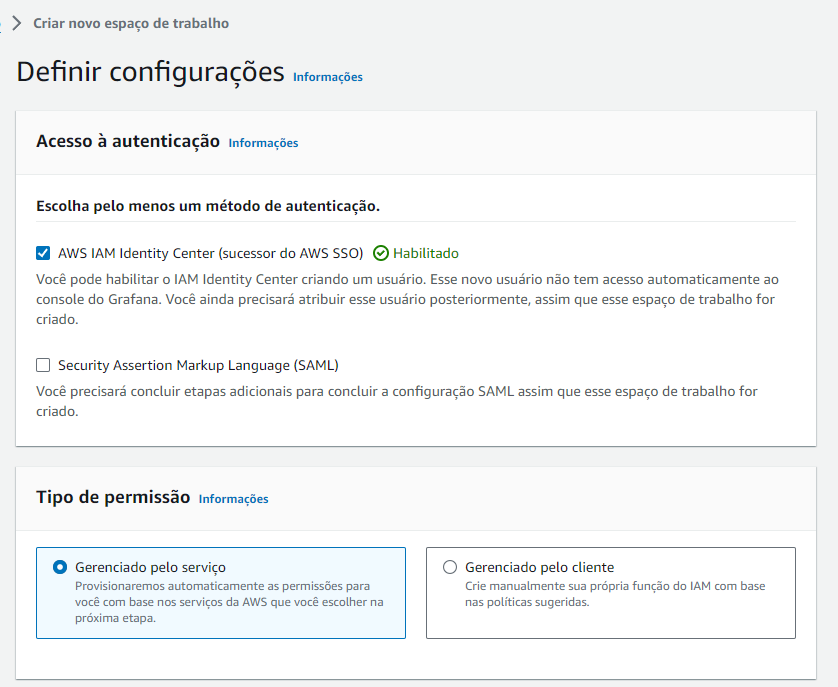 Criar novo espaço de trabalho
Definir configurações Informações
Acesso à autenticação Informações
Escolha pelo menos um método de autenticação.
AWS IAM Identity Center (sucessor do AWS SSO) Habilitado
Você pode habilitar o IAM Identity Center criando um usuário. Esse novo usuário não tem acesso automaticamente ao
console do Grafana. Você ainda precisará atribuir esse usuário posteriormente, assim que esse espaço de trabalho for
criado.
Security Assertion Markup Language (SAML)
Você precisará concluir etapas adicionais para concluir a configuração SAML assim que esse espaço de trabalho for
criado.
Tipo de permissão Informações
Gerenciado pelo serviço
Provisionaremos automaticamente as permissões para
você com base nos serviços da AWS que você escolher na
próxima etapa.
Gerenciado pelo cliente
Crie manualmente sua própria função do IAM com base
nas políticas sugeridas.